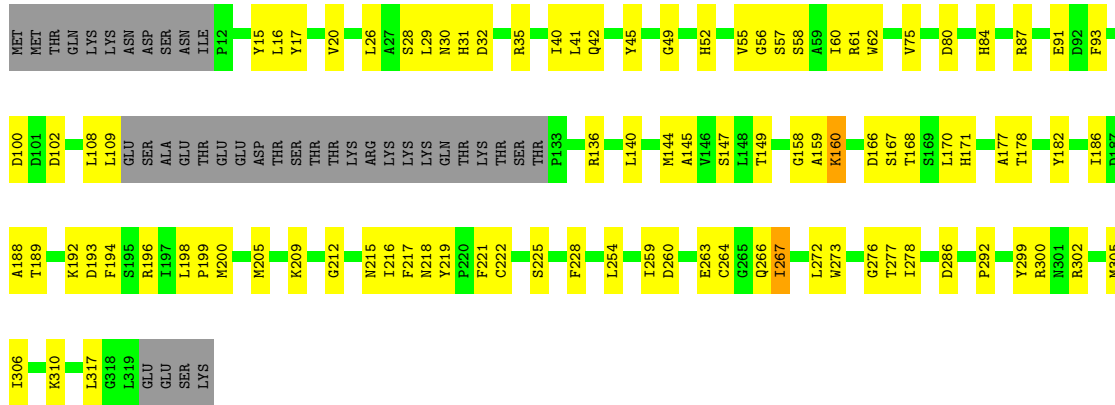 MET MET THR GLN LYS LYS ASN ASP SER ASN ILE P12 Y15 L16 Y17 V20 L26 A27 S28 L29 N30 H31 D32 R35 I40 L41 Q42 Y45 G49 H52 V55 G56 S57 S58 A59 I60 R61 W62 V75 D80 H84 R87 E91 D92 F93
D100 D101 D102 L108 L109 GLU SER ALA GLU THR GLU GLU ASP THR SER THR THR LYS ARG LYS LYS LYS GLN THR LYS THR SER THR P133 R136 L140 M144 A145 V146 S147 L148 T149 G158 A159 K160 D166 S167 T168 S169 L170 H171 A177 T178 Y182 I186 D187
A188 T189 K192 D193 F194 S195 R196 I197 L198 P199 M200 M205 K209 G212 N215 I216 F217 N218 Y219 P220 F221 C222 S225 F228 L254 I259 D260 E263 C264 G265 Q266 I267 L272 W273 G276 T277 I278 D286 P292 Y299 R300 N301 R302 M305
I306 K310 L317 G318 L319 GLU GLU SER LYS